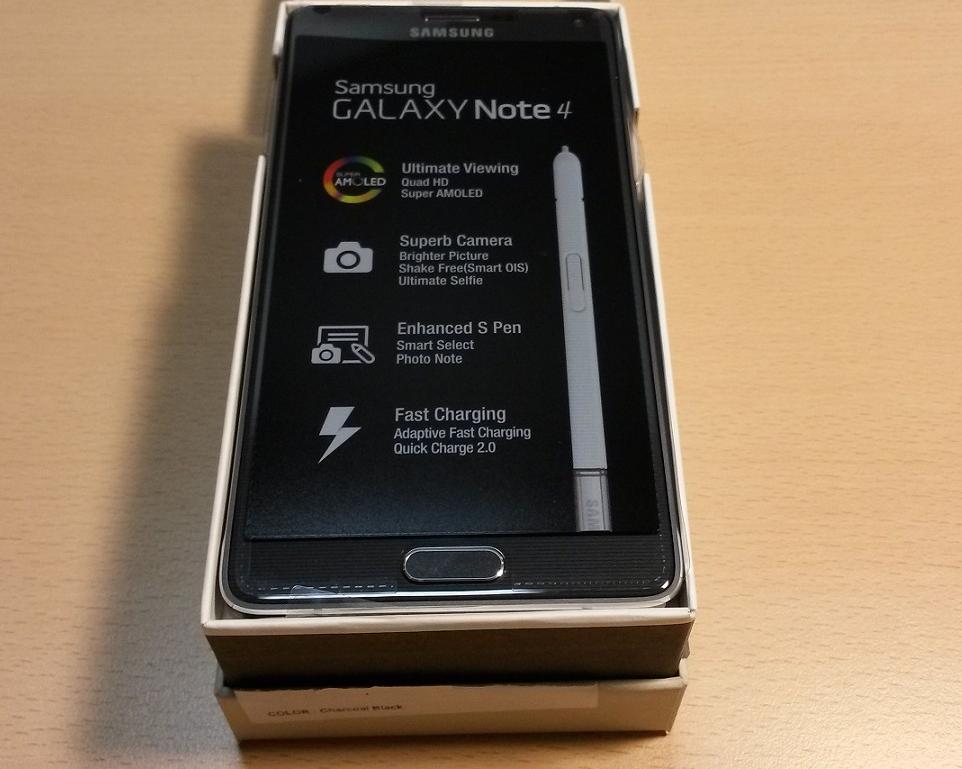 SAMSUNG
Samsung
GALAXY Note 4
SUPER
AMOLED
Ultimate Viewing
Quad HD
Super AMOLED
Superb Camera
Brighter Picture
Shake Free(Smart OIS)
Ultimate Selfie
Enhanced S Pen
Smart Select
Photo Note
Fast Charging
Adaptive Fast Charging
Quick Charge 2.0
SAM
COLOR : Charcoal Black